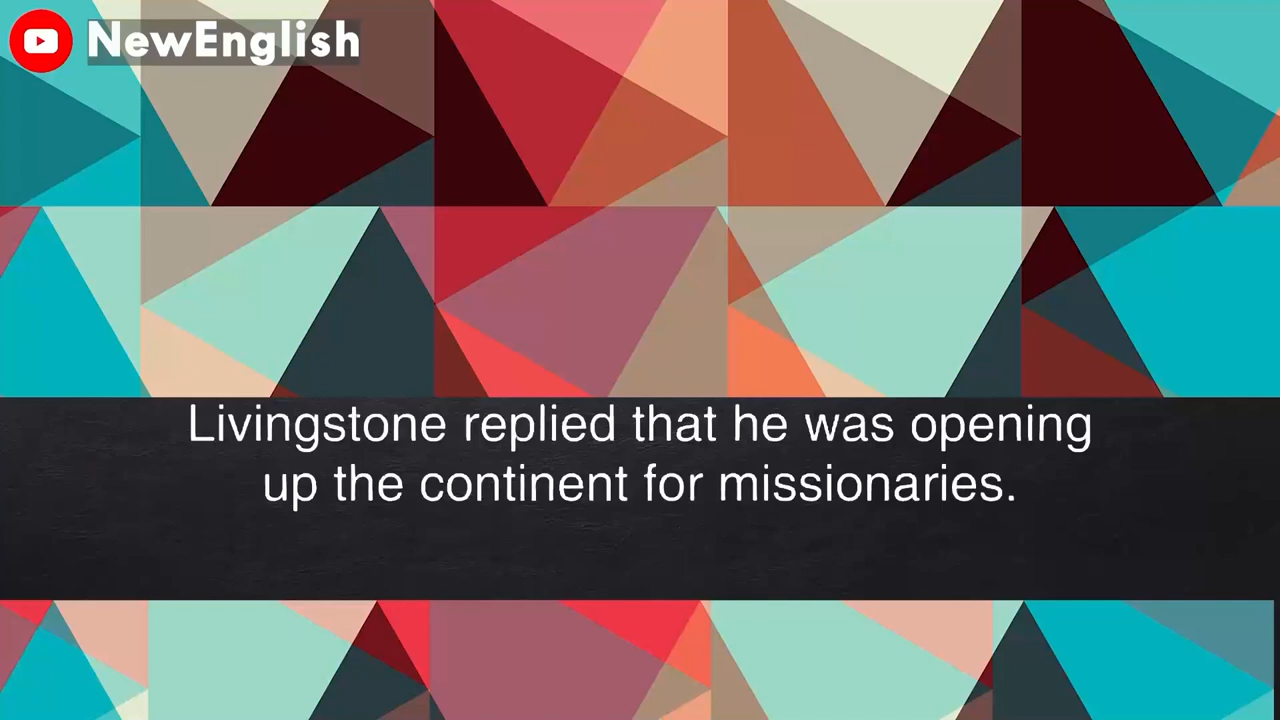 NewEnglish
Livingstone replied that he was opening
up the continent for missionaries.